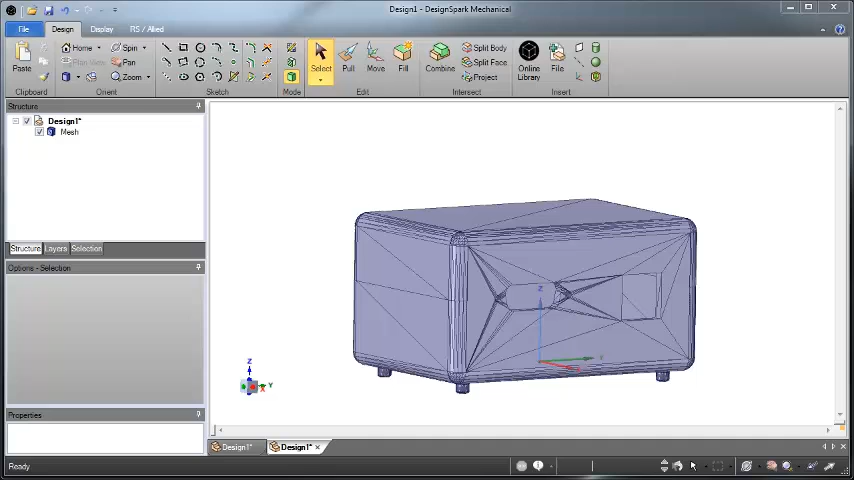 Design1 - DesignSpark Mechanical
File Design Display RS / Allied
Paste
Home Spin
Plan View Pan
Zoom
Select Pull Move Fill
Combine
Split Body
Split Face
Project
Online Library
File
Clipboard Orient Sketch Mode Edit Intersect Insert
Structure
Design1*
Mesh
Structure Layers Selection
Options - Selection
Z
Z
Y
X
Properties
Design1* Design1*
Ready